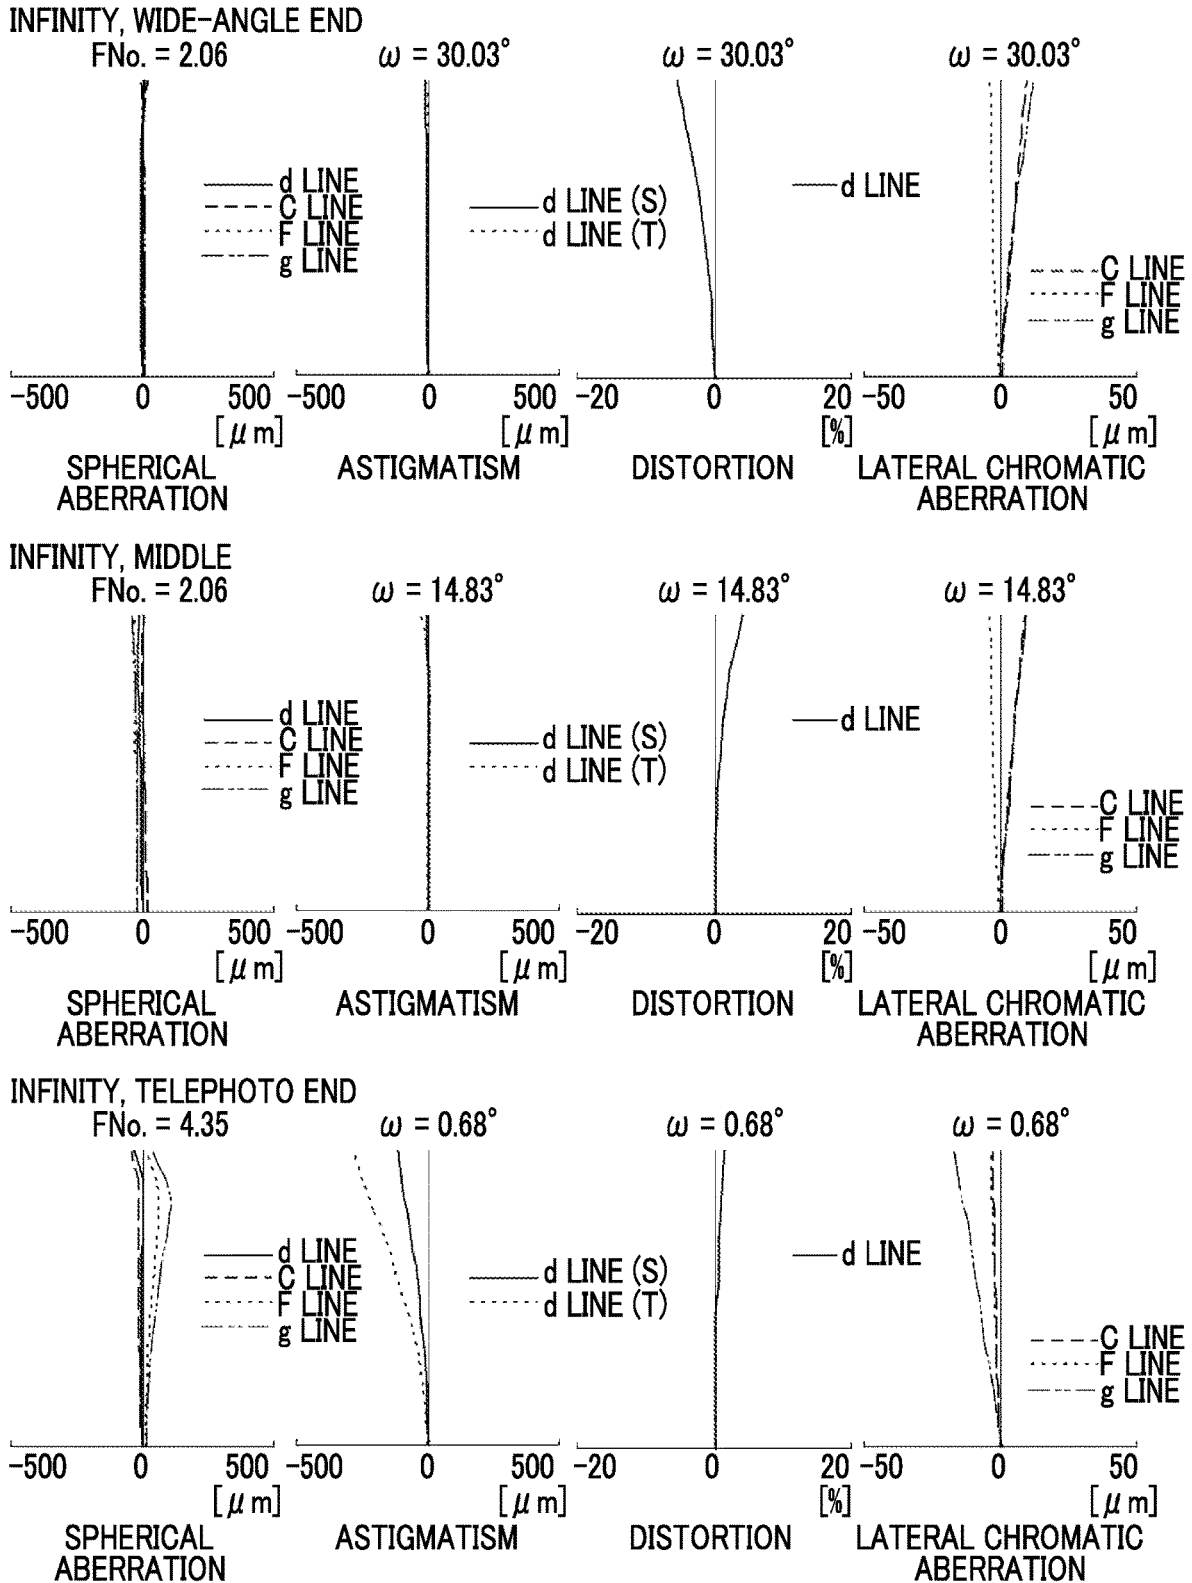 INFINITY, WIDE-ANGLE END
FNo. = 2.06
ω = 30.03°
ω = 30.03°
ω = 30.03°
d LINE
C LINE
F LINE
g LINE
d LINE (S)
d LINE (T)
d LINE
C LINE
F LINE
g LINE
-500 0 500
[μm]
-500 0 500
[μm]
-20 0 20
[%]
-50 0 50
[μm]
SPHERICAL
ABERRATION
ASTIGMATISM
DISTORTION
LATERAL CHROMATIC
ABERRATION
INFINITY, MIDDLE
FNo. = 2.06
ω = 14.83°
ω = 14.83°
ω = 14.83°
d LINE
C LINE
F LINE
g LINE
d LINE (S)
d LINE (T)
d LINE
C LINE
F LINE
g LINE
-500 0 500
[μm]
-500 0 500
[μm]
-20 0 20
[%]
-50 0 50
[μm]
SPHERICAL
ABERRATION
ASTIGMATISM
DISTORTION
LATERAL CHROMATIC
ABERRATION
INFINITY, TELEPHOTO END
FNo. = 4.35
ω = 0.68°
ω = 0.68°
ω = 0.68°
d LINE
C LINE
F LINE
g LINE
d LINE (S)
d LINE (T)
d LINE
C LINE
F LINE
g LINE
-500 0 500
[μm]
-500 0 500
[μm]
-20 0 20
[%]
-50 0 50
[μm]
SPHERICAL
ABERRATION
ASTIGMATISM
DISTORTION
LATERAL CHROMATIC
ABERRATION